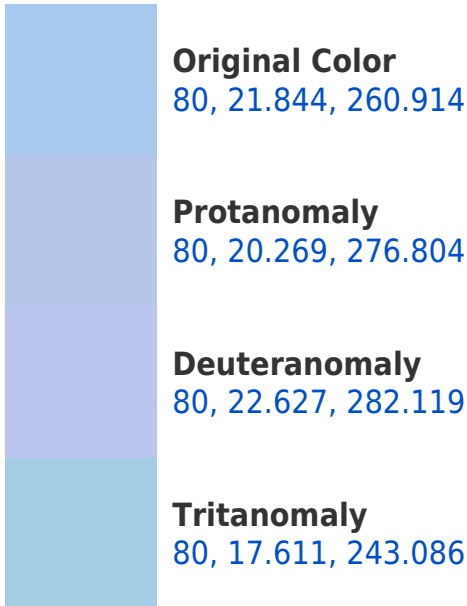 Original Color
80, 21.844, 260.914
Protanomaly
80, 20.269, 276.804
Deuteranomaly
80, 22.627, 282.119
Tritanomaly
80, 17.611, 243.086